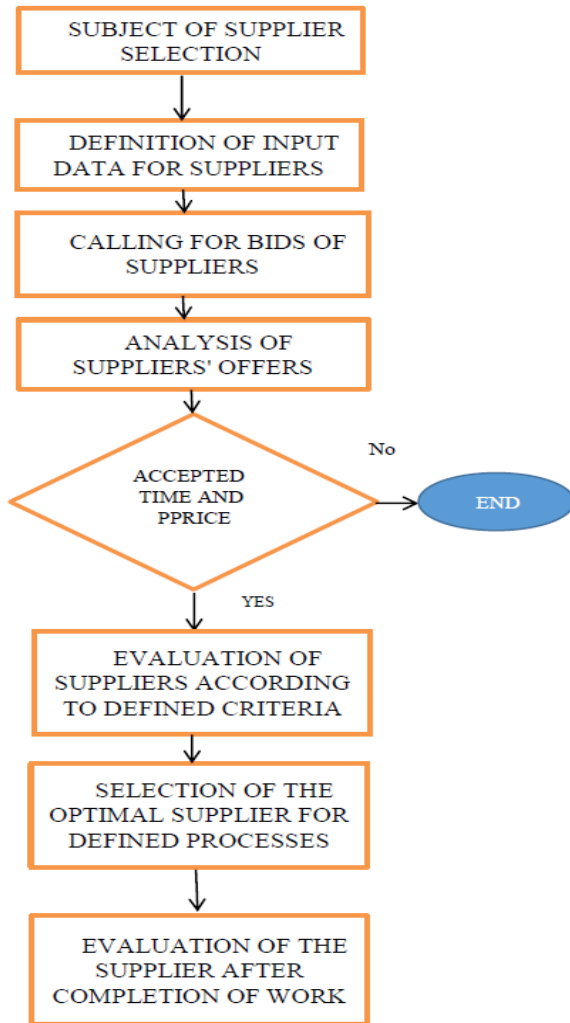 SUBJECT OF SUPPLIER
SELECTION
DEFINITION OF INPUT
DATA FOR SUPPLIERS
CALLING FOR BIDS OF
SUPPLIERS
ANALYSIS OF
SUPPLIERS' OFFERS
ACCEPTED
TIME AND
PPRICE
No
END
YES
EVALUATION OF
SUPPLIERS ACCORDING
TO DEFINED CRITERIA
SELECTION OF THE
OPTIMAL SUPPLIER FOR
DEFINED PROCESSES
EVALUATION OF THE
SUPPLIER AFTER
COMPLETION OF WORK